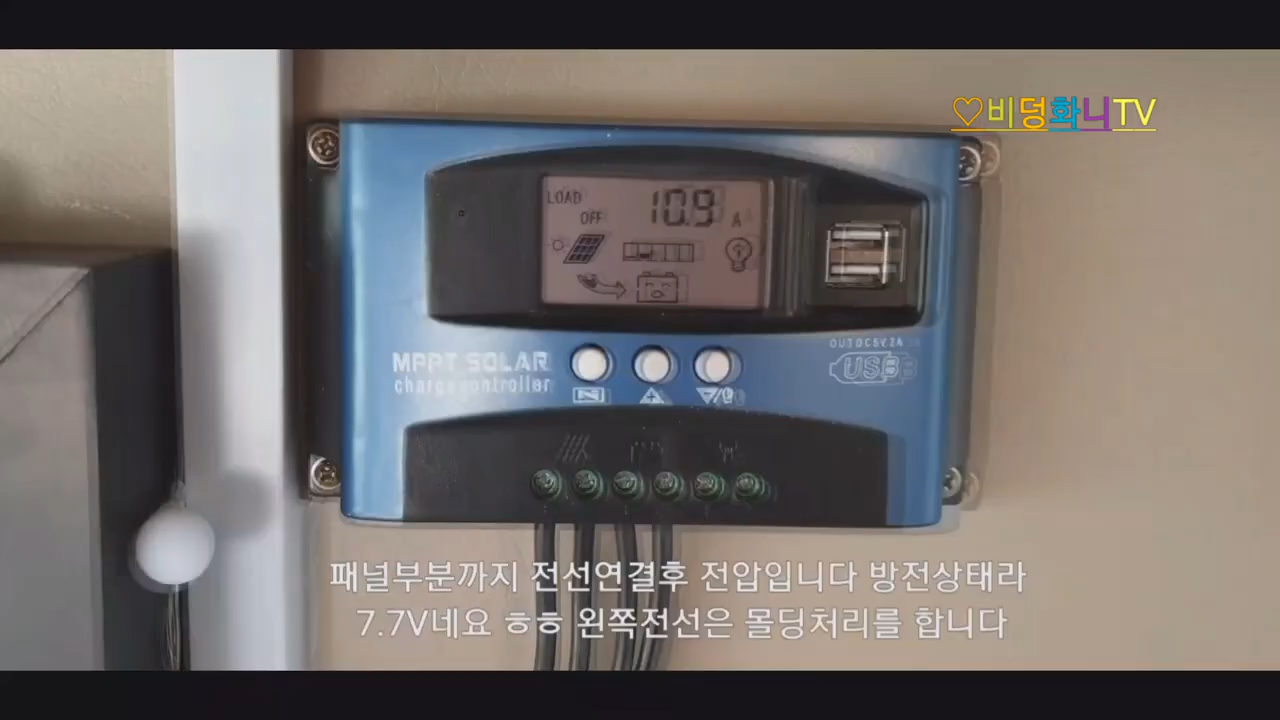 ♡비덩화니TV
LOAD
10.9 A
OFF
OUT DC5V.2A
MPPT SOLAR
charge controller
USB
패널부분까지 전선연결후 전압입니다 방전상태라
7.7V네요 ㅎㅎ 왼쪽전선은 몰딩처리를 합니다